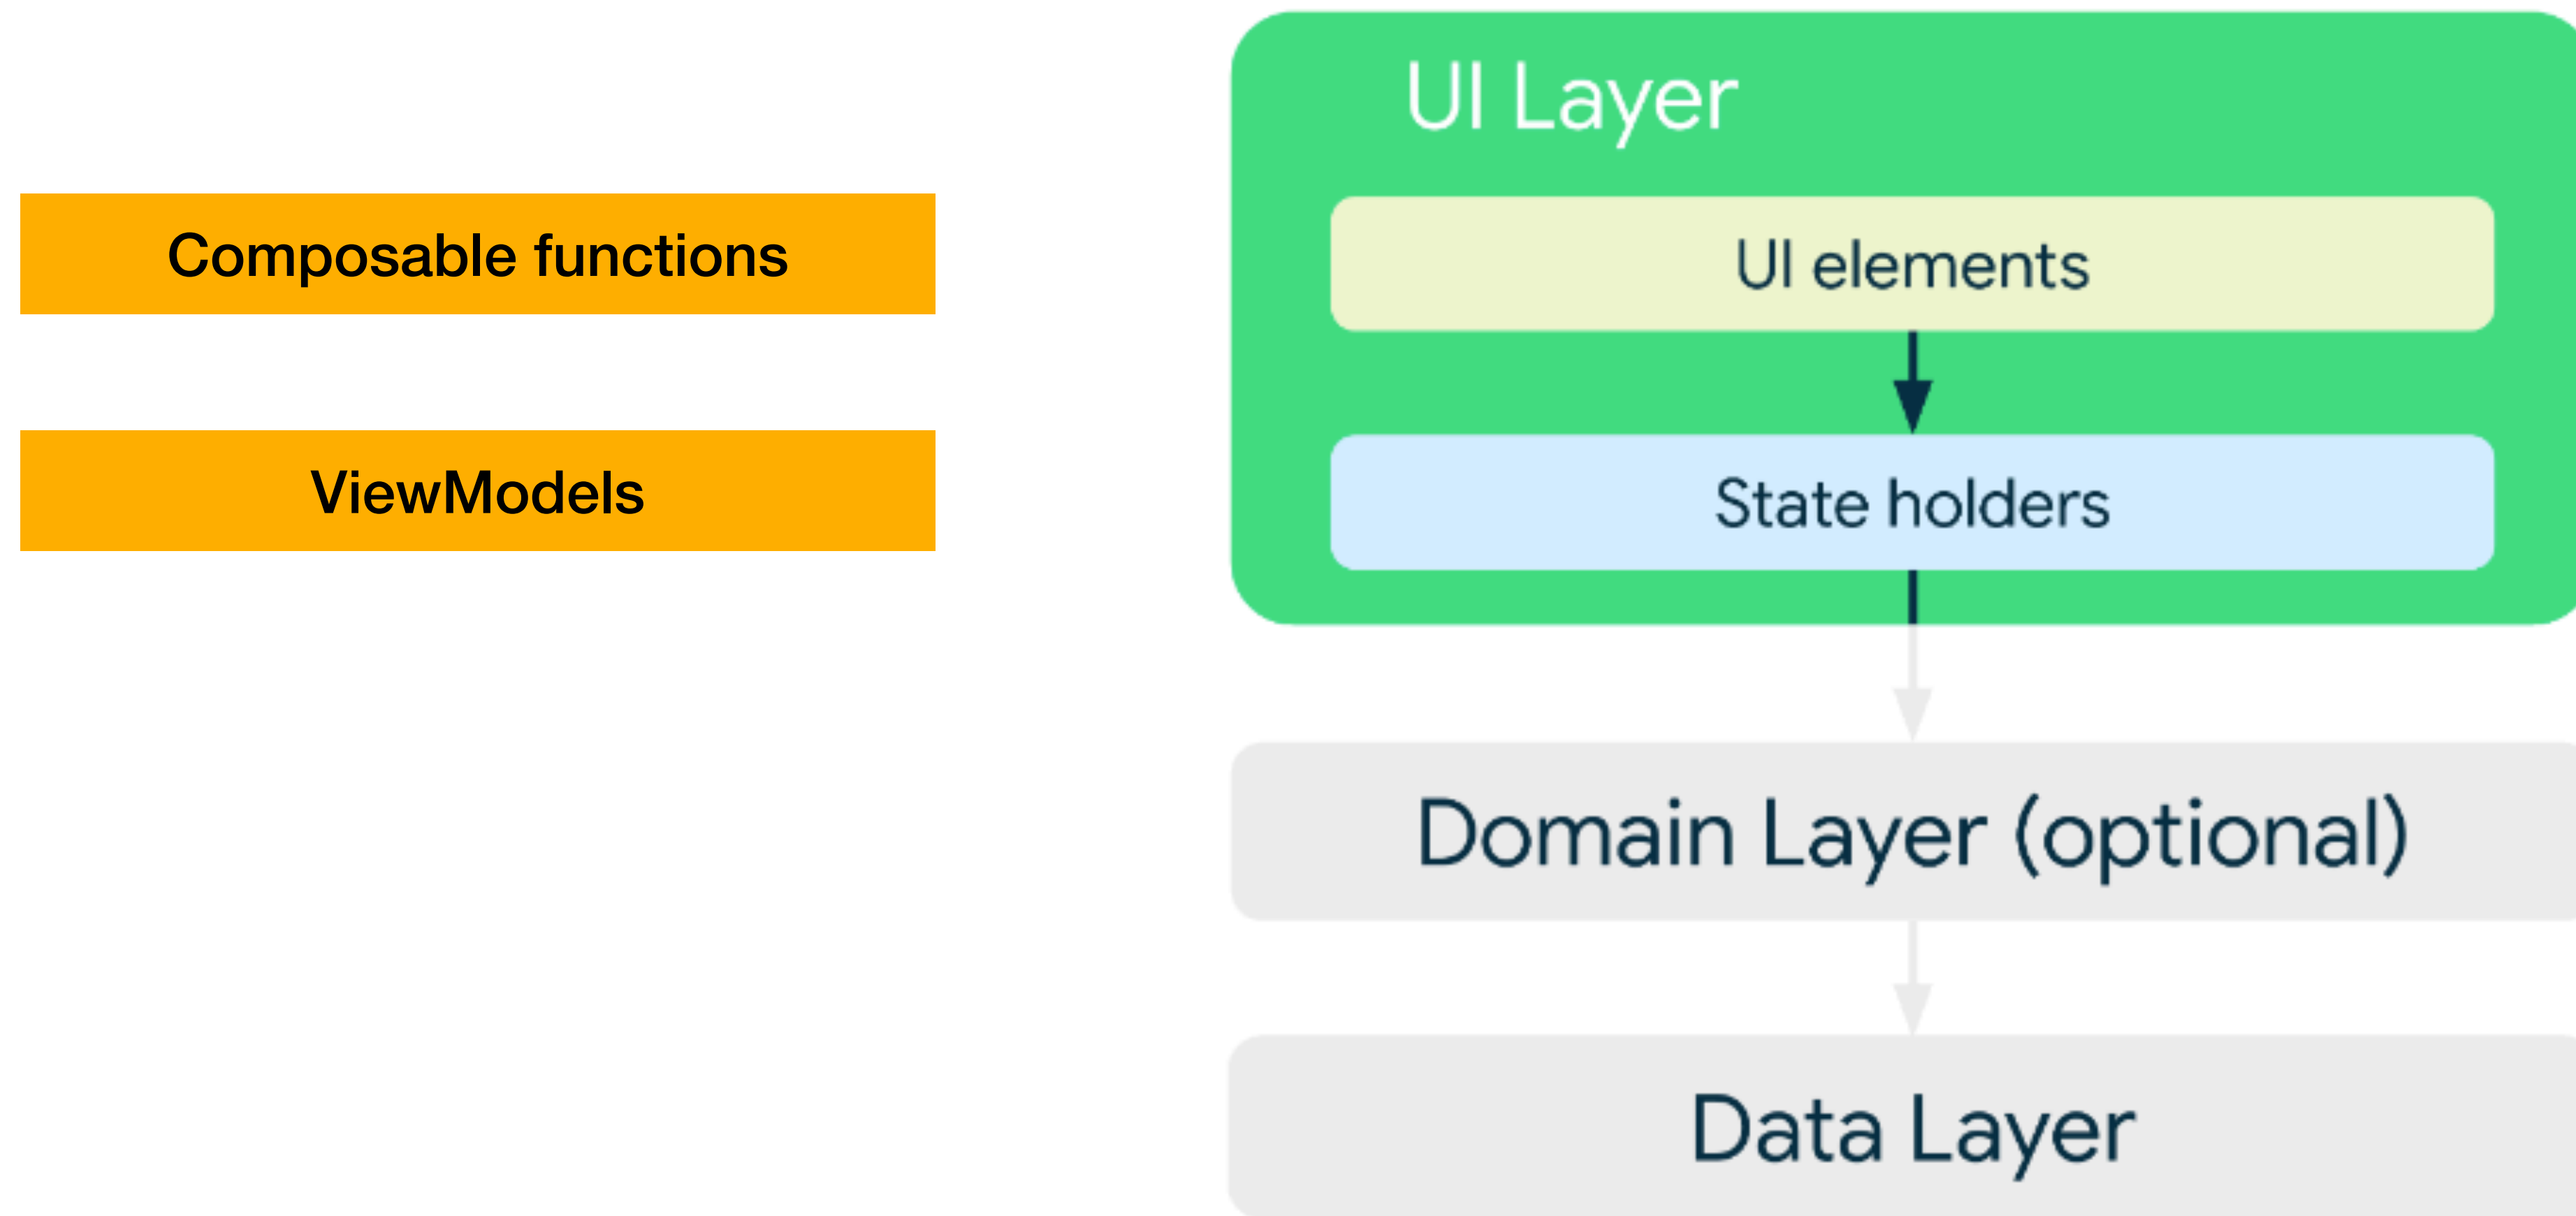 UI Layer
Composable functions
UI elements
ViewModels
State holders
Domain Layer (optional)
Data Layer